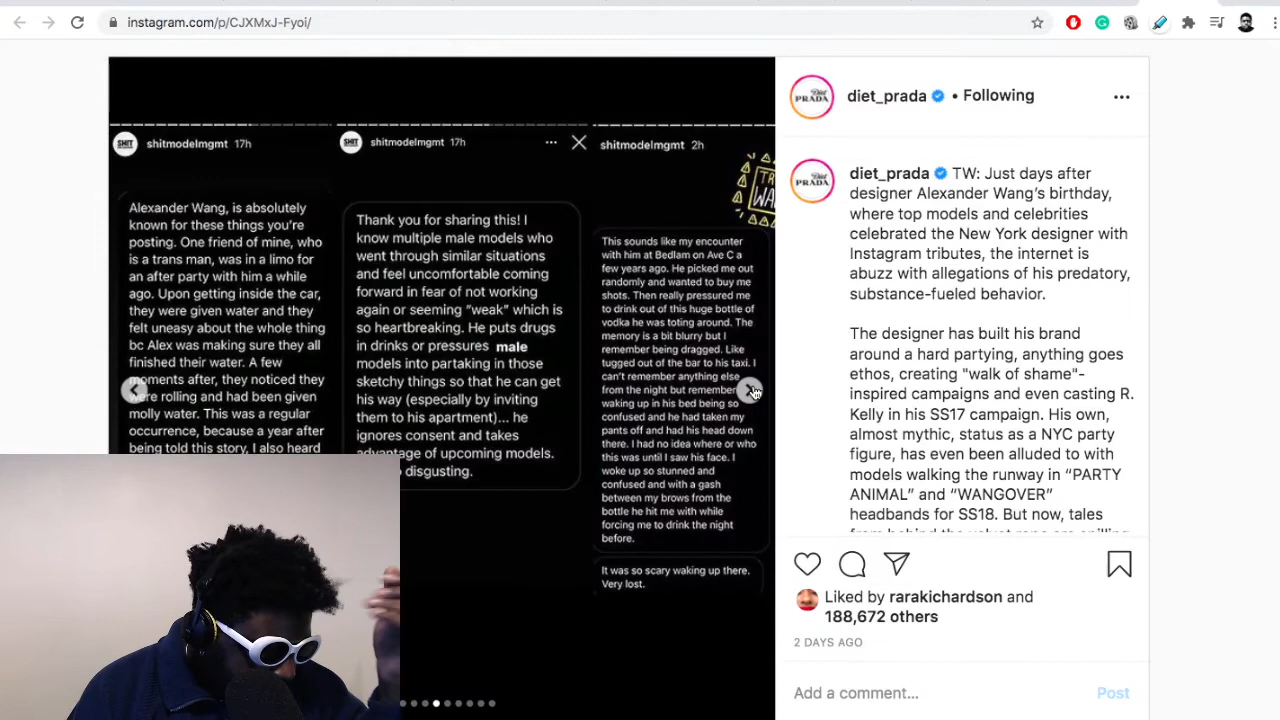 instagram.com/p/CJXMxJ-Fyoi/
SHIT
shitmodelmgmt 17h
Alexander Wang, is absolutely
known for these things you're
posting. One friend of mine, who
is a trans man, was in a limo for
an after party with him a while
ago. Upon getting inside the car,
they were given water and they
felt uneasy about the whole thing
bc Alex was making sure they all
finished their water. A few
moments after, they noticed they
were rolling and had been given
molly water. This was a regular
occurrence, because a year after
being told this story, I also heard
SHIT
shitmodelmgmt 17h
Thank you for sharing this! I
know multiple male models who
went through similar situations
and feel uncomfortable coming
forward in fear of not working
again or seeming "weak" which is
so heartbreaking. He puts drugs
in drinks or pressures male
models into partaking in those
sketchy things so that he can get
his way (especially by inviting
them to his apartment)... he
ignores consent and takes
advantage of upcoming models.
disgusting.
shitmodelmgmt 2h
This sounds like my encounter
with him at Bedlam on Ave C a
few years ago. He picked me out
randomly and wanted to buy me
shots. Then really pressured me
to drink out of this huge bottle of
vodka he was toting around. The
memory is a bit blurry but I
remember being dragged. Like
tugged out of the bar to his taxi. I
can't remember anything else
from the night but remember
waking up in his bed being so
confused and he had taken my
pants off and had his head down
there. I had no idea where or who
this was until I saw his face. I
woke up so stunned and
confused and with a gash
between my brows from the
bottle he hit me with while
forcing me to drink the night
before.
It was so scary waking up there.
Very lost.
Diet PRADA
diet_prada • Following
Diet PRADA
diet_prada TW: Just days after
designer Alexander Wang's birthday,
where top models and celebrities
celebrated the New York designer with
Instagram tributes, the internet is
abuzz with allegations of his predatory,
substance-fueled behavior.
The designer has built his brand
around a hard partying, anything goes
ethos, creating "walk of shame"-
inspired campaigns and even casting R.
Kelly in his SS17 campaign. His own,
almost mythic, status as a NYC party
figure, has even been alluded to with
models walking the runway in “PARTY
ANIMAL” and “WANGOVER”
headbands for SS18. But now, tales
from behind the velvet rope are spilling
Liked by rarakichardson and
188,672 others
2 DAYS AGO
Add a comment...
Post